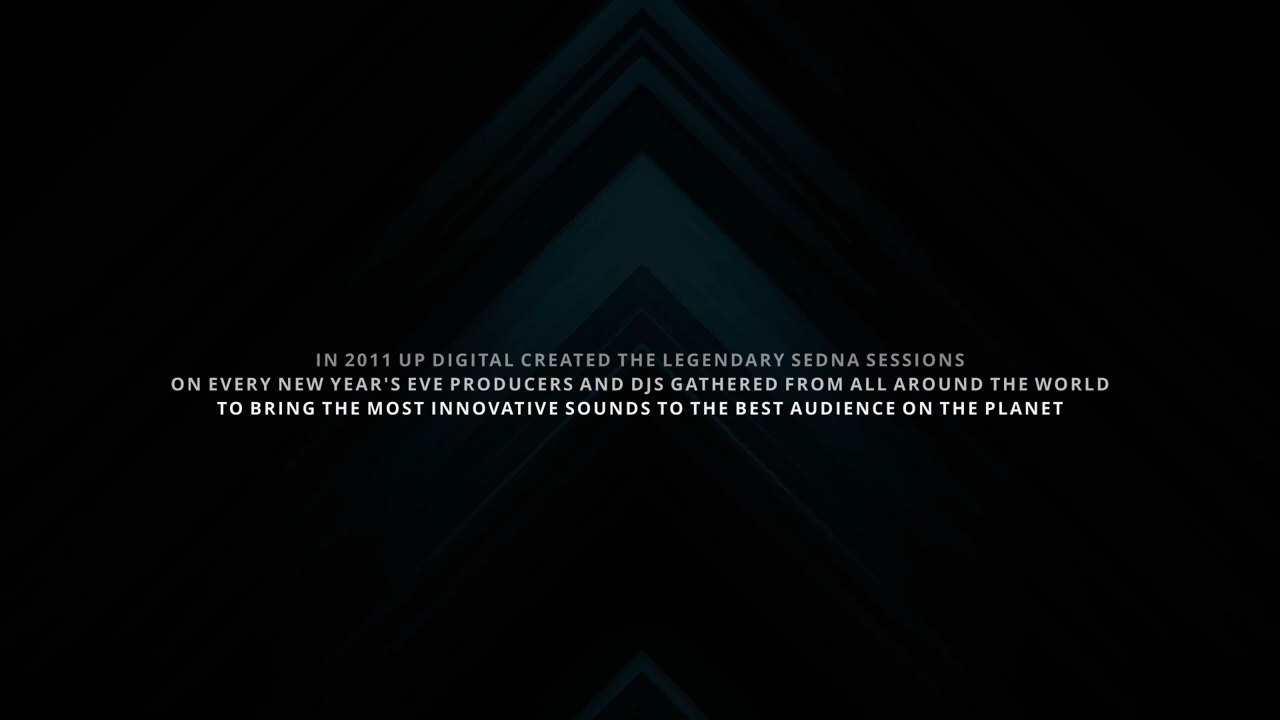 IN 2011 UP DIGITAL CREATED THE LEGENDARY SEDNA SESSIONS
ON EVERY NEW YEAR'S EVE PRODUCERS AND DJS GATHERED FROM ALL AROUND THE WORLD
TO BRING THE MOST INNOVATIVE SOUNDS TO THE BEST AUDIENCE ON THE PLANET